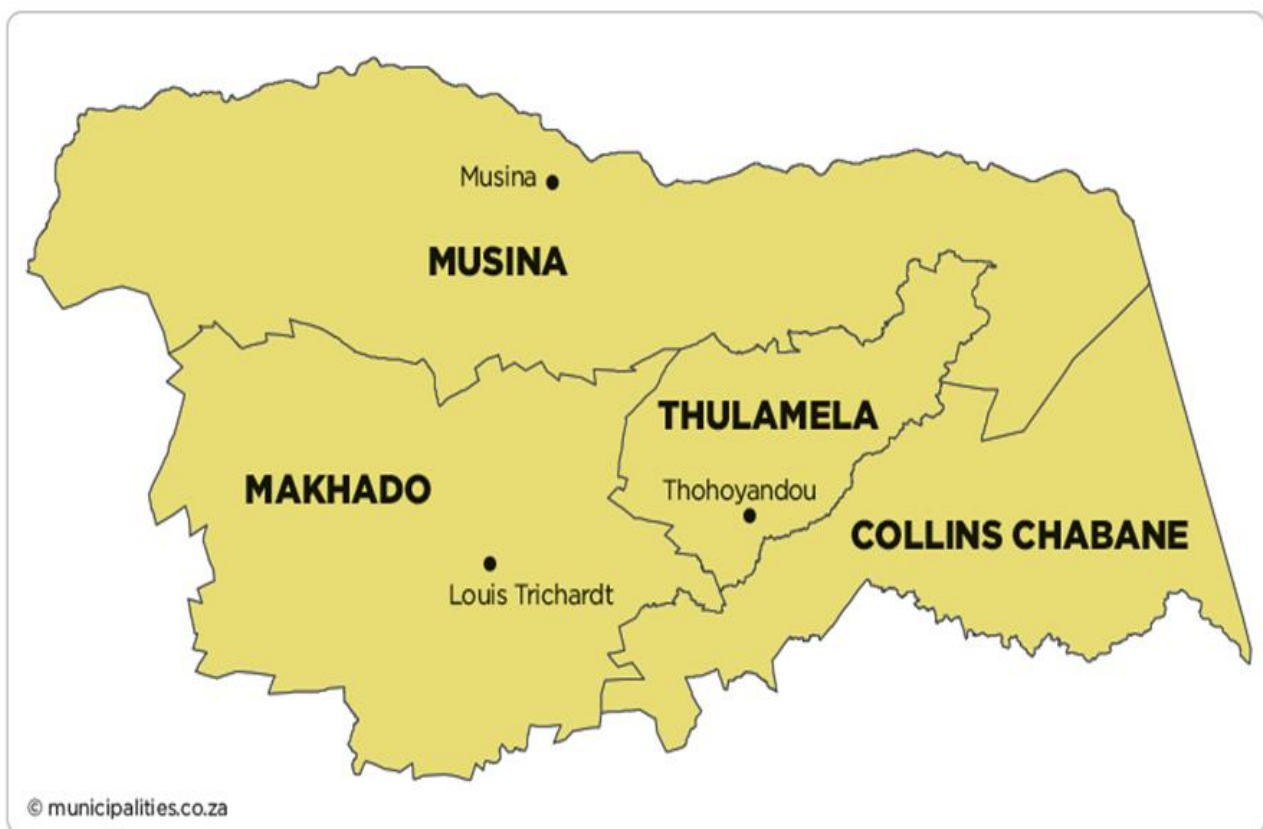 Musina
MUSINA
THULAMELA
MAKHADO
Thohoyandou
COLLINS CHABANE
Louis Trichardt
© municipalities.co.za